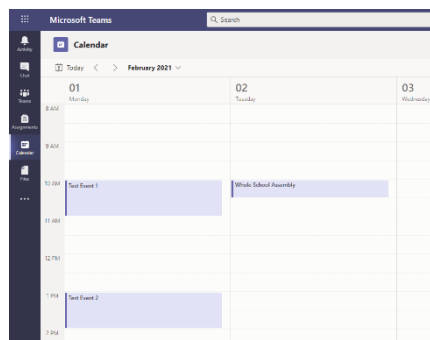 Microsoft Teams
Search
Activity
Chat
Teams
Assignments
Calendar
Files
Calendar
Today
February 2021
01
Monday
02
Tuesday
03
Wednesday
8 AM
9 AM
10 AM
Test Event 1
Whole School Assembly
11 AM
12 PM
1 PM
Test Event 2
2 PM